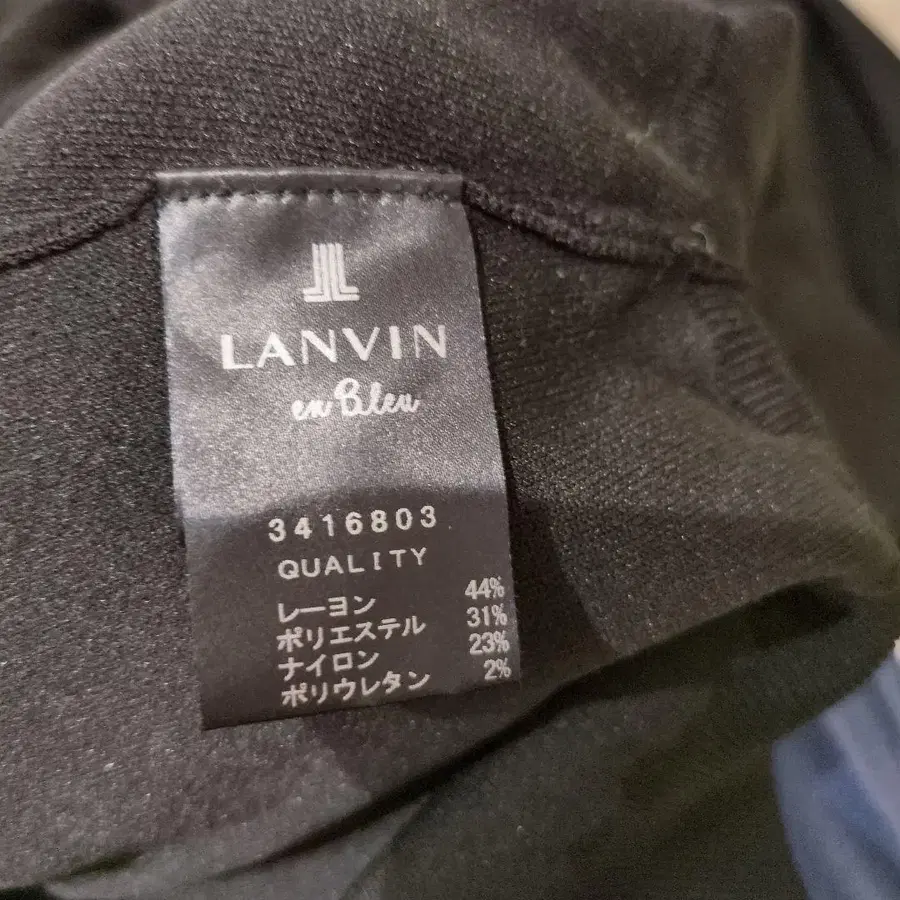 LANVIN
en Bleu
3416803
QUALITY
レーヨン 44%
ポリエステル 31%
ナイロン 23%
ポリウレタン 2%